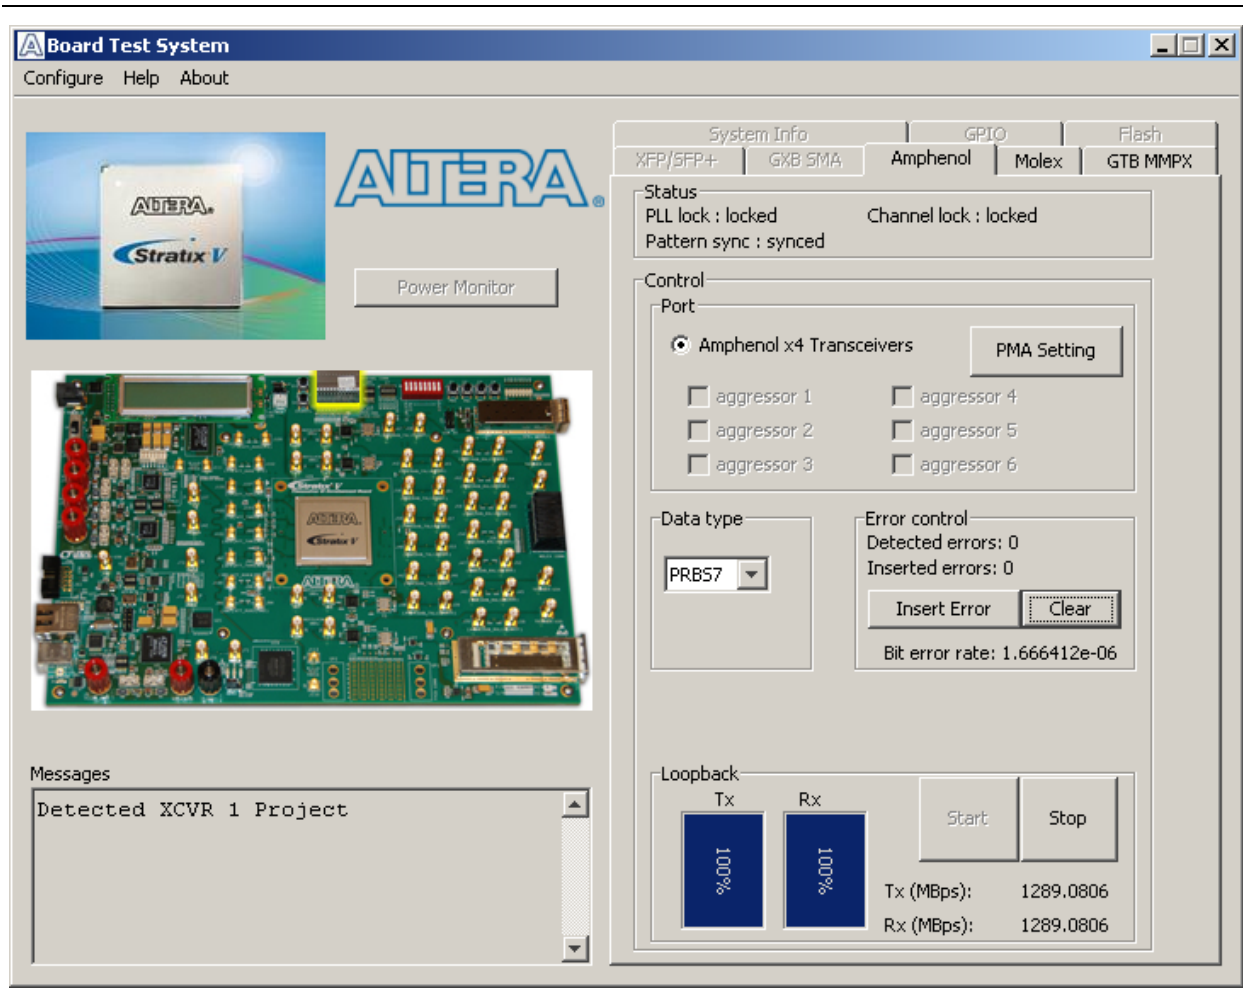 Board Test System
Configure Help About
ALTERA®
ALTERA®
Stratix V
Power Monitor
Stratix V
ALTERA
Stratix V
ALTERA
System Info GPIO Flash
XFP/SFP+ GXB SMA Amphenol Molex GTB MMPX
Status
PLL lock : locked Channel lock : locked
Pattern sync : synced
Control
Port
Amphenol x4 Transceivers
PMA Setting
aggressor 1 aggressor 4
aggressor 2 aggressor 5
aggressor 3 aggressor 6
Data type
PRBS7
Error control
Detected errors: 0
Inserted errors: 0
Insert Error Clear
Bit error rate: 1.666412e-06
Messages
Detected XCVR 1 Project
Loopback
Tx Rx
100% 100%
Start Stop
Tx (MBps): 1289.0806
Rx (MBps): 1289.0806